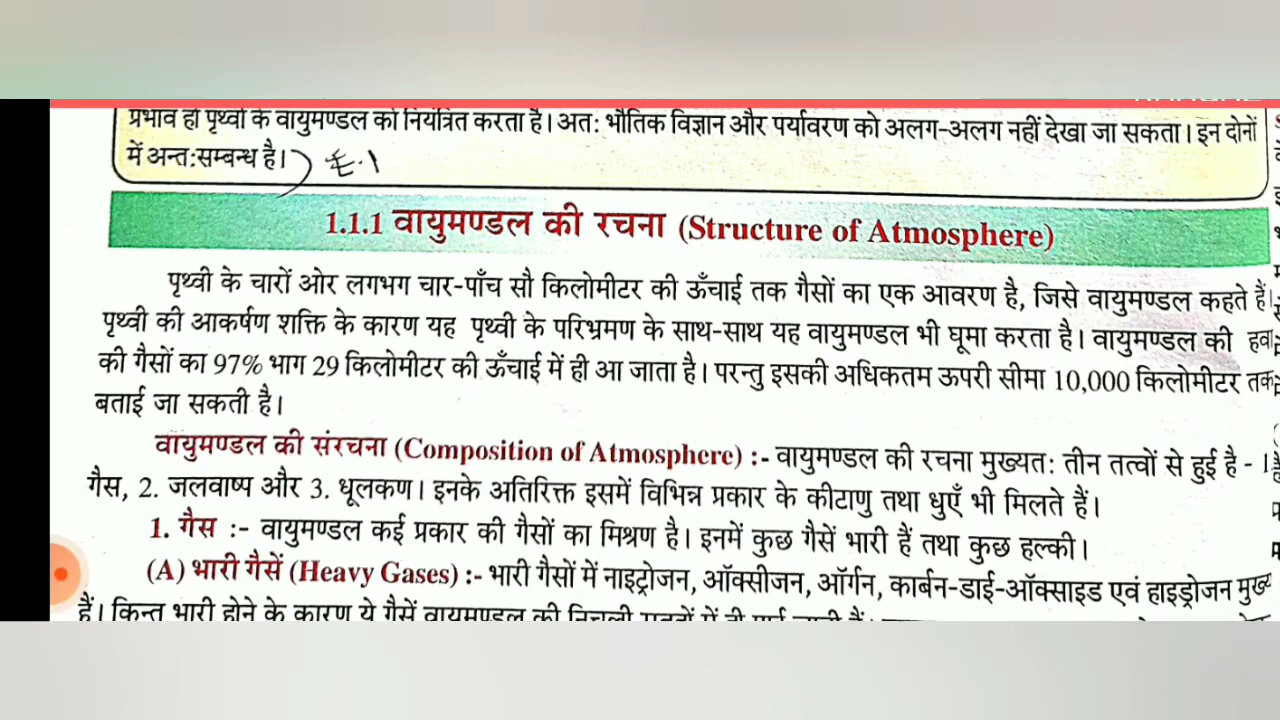 प्रभाव ही पृथ्वी के वायुमण्डल को नियंत्रित करता है। अत: भौतिक विज्ञान और पर्यावरण को अलग-अलग नहीं देखा जा सकता। इन दोनों
में अन्त:सम्बन्ध है।
1.1.1 वायुमण्डल की रचना (Structure of Atmosphere)
पृथ्वी के चारों ओर लगभग चार-पाँच सौ किलोमीटर की ऊँचाई तक गैसों का एक आवरण है, जिसे वायुमण्डल कहते हैं।
पृथ्वी की आकर्षण शक्ति के कारण यह पृथ्वी के परिभ्रमण के साथ-साथ यह वायुमण्डल भी घूमा करता है। वायुमण्डल की हवा
की गैसों का 97% भाग 29 किलोमीटर की ऊँचाई में ही आ जाता है। परन्तु इसकी अधिकतम ऊपरी सीमा 10,000 किलोमीटर तक
बताई जा सकती है।
वायुमण्डल की संरचना (Composition of Atmosphere) :- वायुमण्डल की रचना मुख्यत: तीन तत्वों से हुई है - 1.
गैस, 2. जलवाष्प और 3. धूलकण। इनके अतिरिक्त इसमें विभिन्न प्रकार के कीटाणु तथा धुएँ भी मिलते हैं।
1. गैस :- वायुमण्डल कई प्रकार की गैसों का मिश्रण है। इनमें कुछ गैसें भारी हैं तथा कुछ हल्की।
(A) भारी गैसें (Heavy Gases) :- भारी गैसों में नाइट्रोजन, ऑक्सीजन, ऑर्गन, कार्बन-डाई-ऑक्साइड एवं हाइड्रोजन मुख्य
हैं। किन्तु भारी होने के कारण ये गैसें वायुमण्डल की निचली